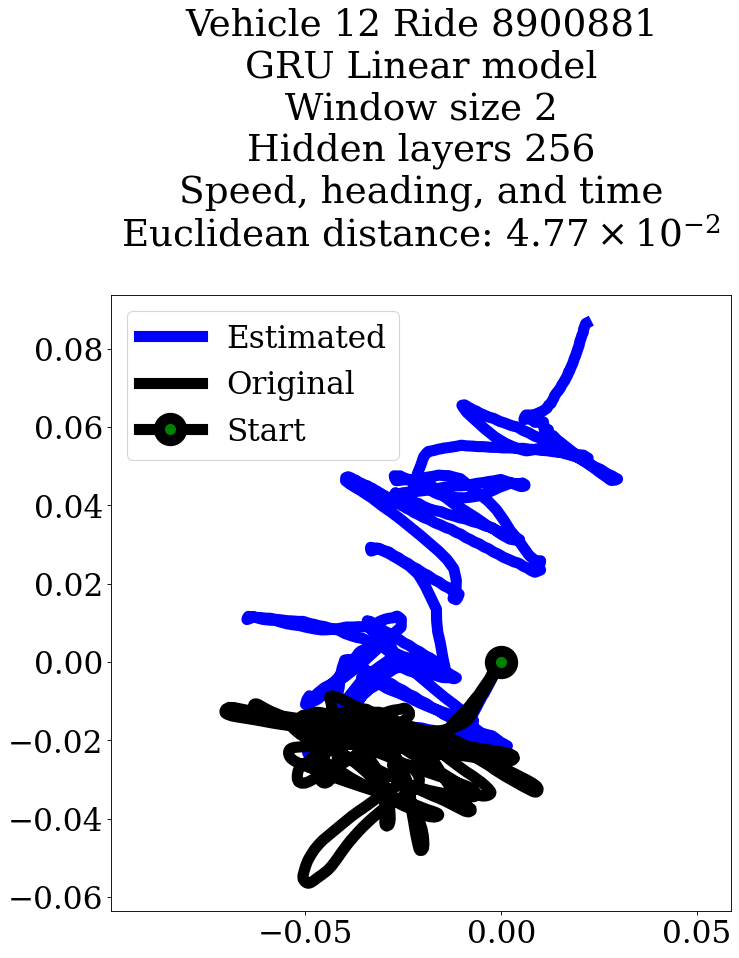 Vehicle 12 Ride 8900881
GRU Linear model
Window size 2
Hidden layers 256
Speed, heading, and time
Euclidean distance: 4.77 × 10⁻²
Estimated
Original
Start
0.08
0.06
0.04
0.02
0.00
−0.02
−0.04
−0.06
−0.05 0.00 0.05